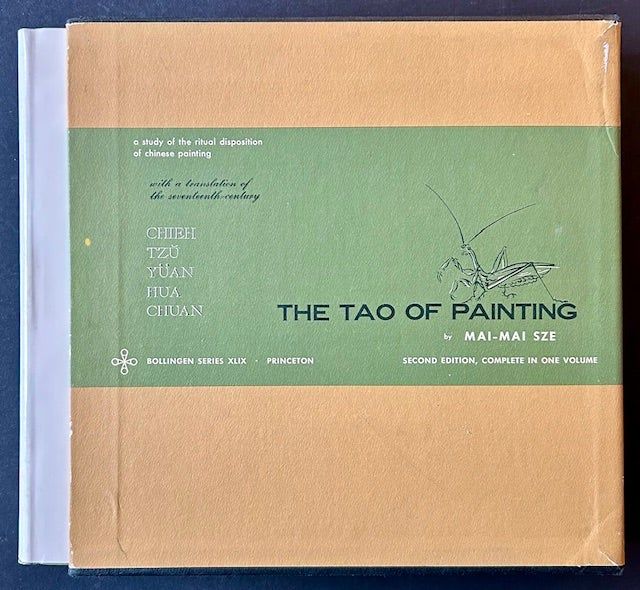 a study of the ritual disposition
of chinese painting
with a translation of
the seventeenth-century
CHIEH
TZŬ
YÜAN
HUA
CHUAN
THE TAO OF PAINTING
by MAI-MAI SZE
BOLLINGEN SERIES XLIX · PRINCETON
SECOND EDITION, COMPLETE IN ONE VOLUME